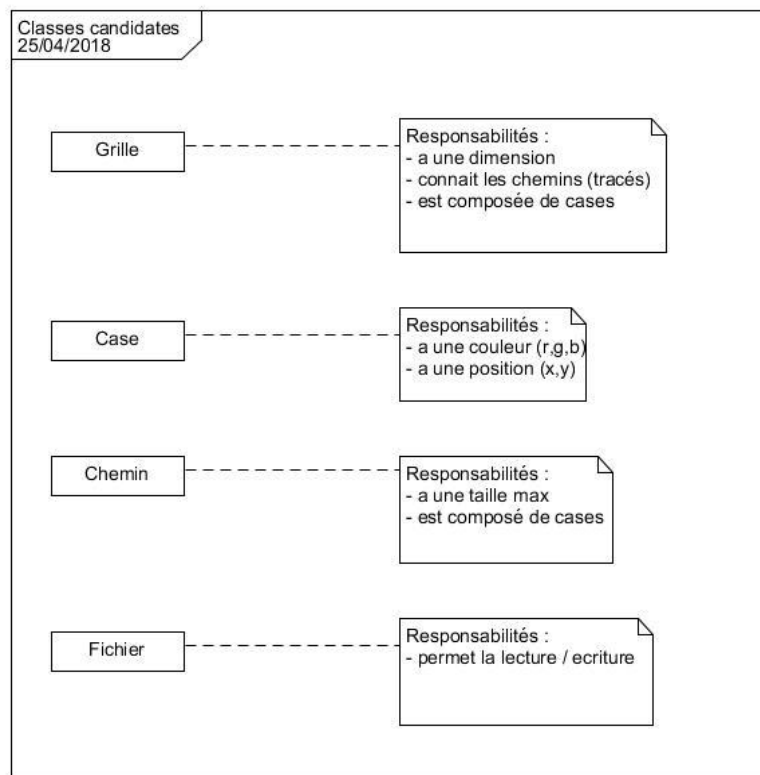 Classes candidates
25/04/2018
Grille
Responsabilités :
- a une dimension
- connait les chemins (tracés)
- est composée de cases
Case
Responsabilités :
- a une couleur (r,g,b)
- a une position (x,y)
Chemin
Responsabilités :
- a une taille max
- est composé de cases
Fichier
Responsabilités :
- permet la lecture / ecriture